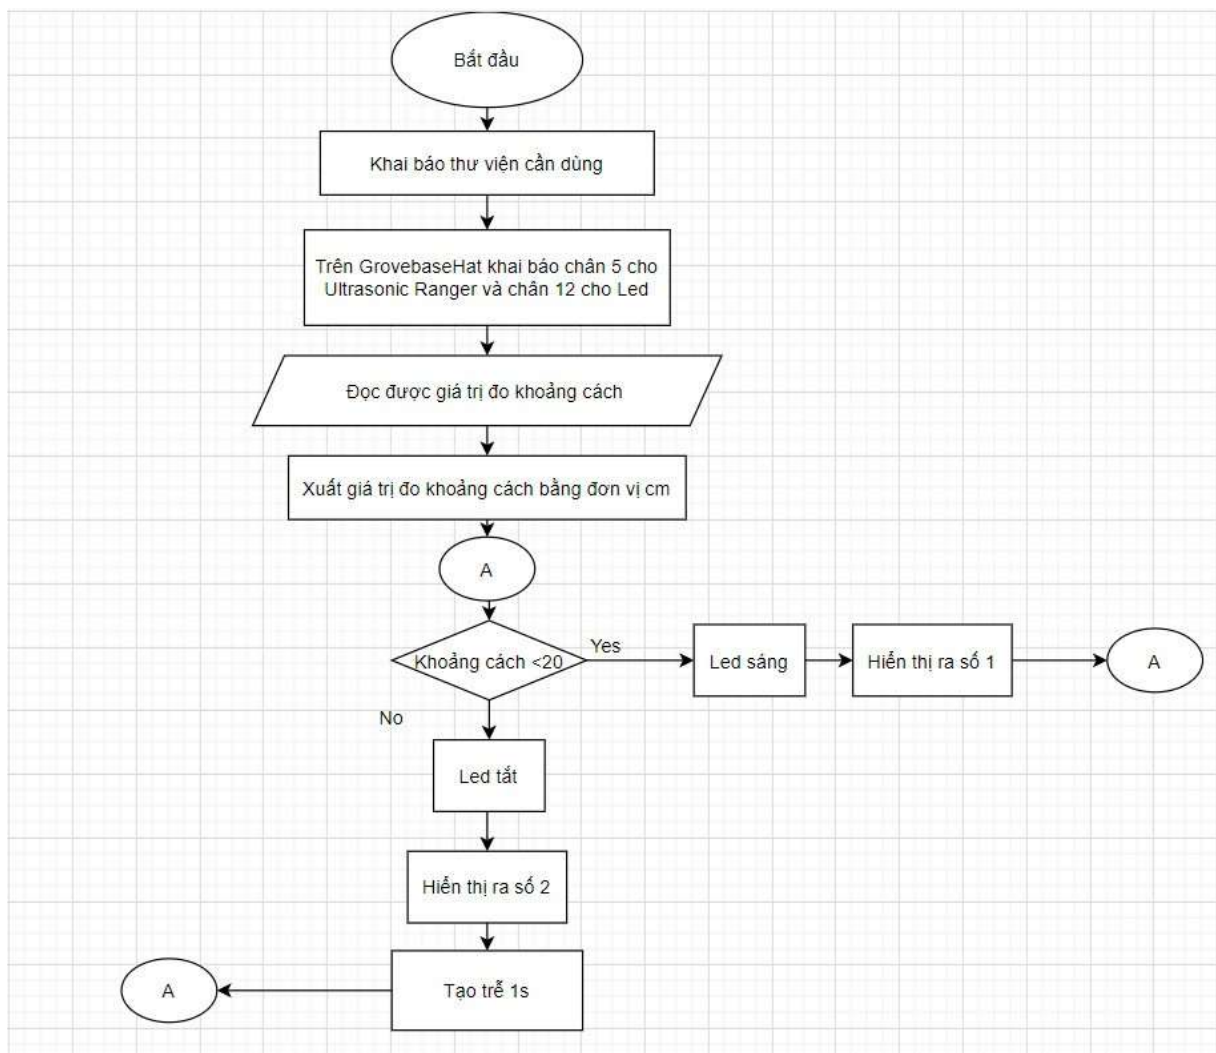 Bắt đầu
Khai báo thư viện cần dùng
Trên GrovebaseHat khai báo chân 5 cho
Ultrasonic Ranger và chân 12 cho Led
Đọc được giá trị đo khoảng cách
Xuất giá trị đo khoảng cách bằng đơn vị cm
A
Khoảng cách <20
Yes
Led sáng
Hiển thị ra số 1
A
No
Led tắt
Hiển thị ra số 2
Tạo trễ 1s
A